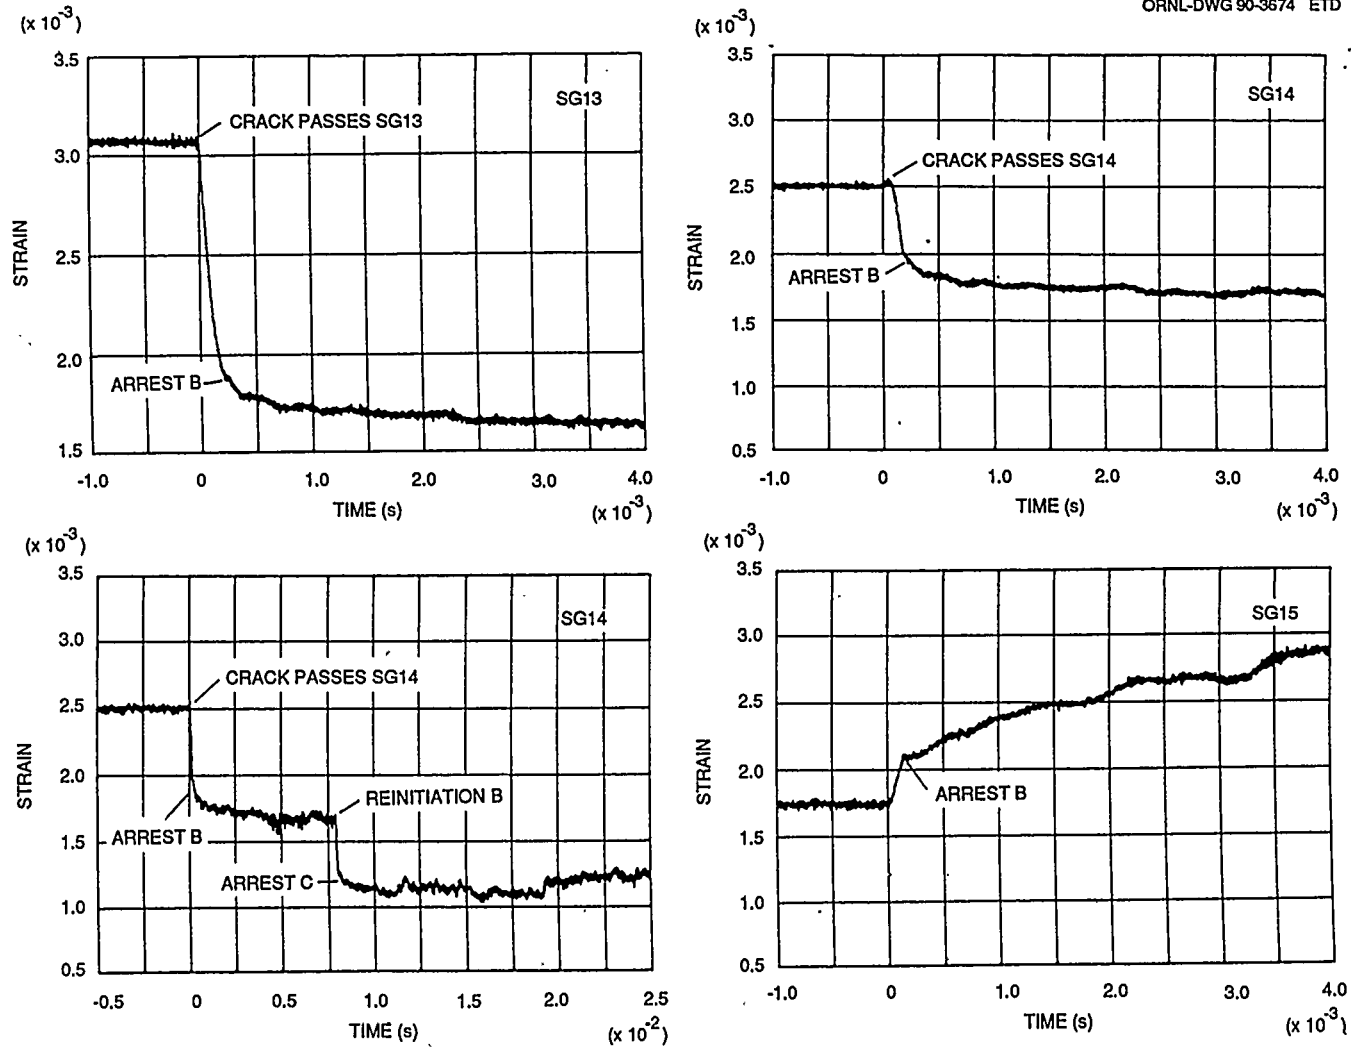 ORNL-DWG 90-3674 ETD
(x 10-3)
3.5
3.0
2.5
2.0
1.5
STRAIN
SG13
CRACK PASSES SG13
ARREST B
-1.0 0 1.0 2.0 3.0 4.0
TIME (s)
(x 10-3)
(x 10-3)
3.5
3.0
2.5
2.0
1.5
1.0
0.5
STRAIN
SG14
CRACK PASSES SG14
ARREST B
-1.0 0 1.0 2.0 3.0 4.0
TIME (s)
(x 10-3)
(x 10-3)
3.5
3.0
2.5
2.0
1.5
1.0
0.5
STRAIN
SG14
CRACK PASSES SG14
REINITIATION B
ARREST B
ARREST C
-0.5 0 0.5 1.0 1.5 2.0 2.5
TIME (s)
(x 10-2)
(x 10-3)
3.5
3.0
2.5
2.0
1.5
1.0
0.5
STRAIN
SG15
ARREST B
-1.0 0 1.0 2.0 3.0 4.0
TIME (s)
(x 10-3)